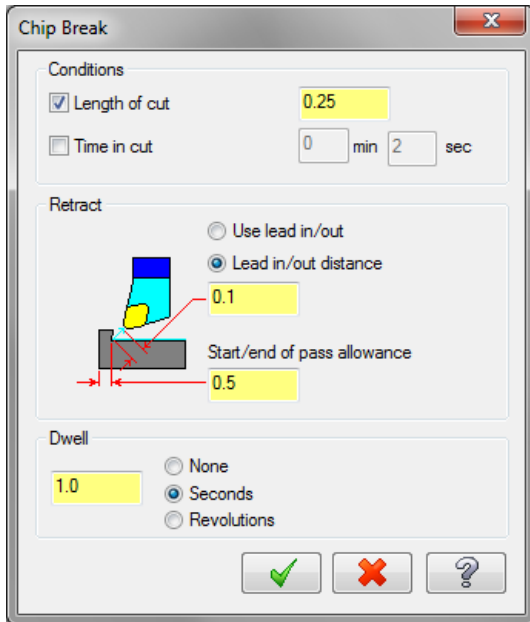 Chip Break
Conditions
Length of cut 0.25
Time in cut 0 min 2 sec
Retract
Use lead in/out
Lead in/out distance
0.1
Start/end of pass allowance
0.5
Dwell
None
1.0
Seconds
Revolutions